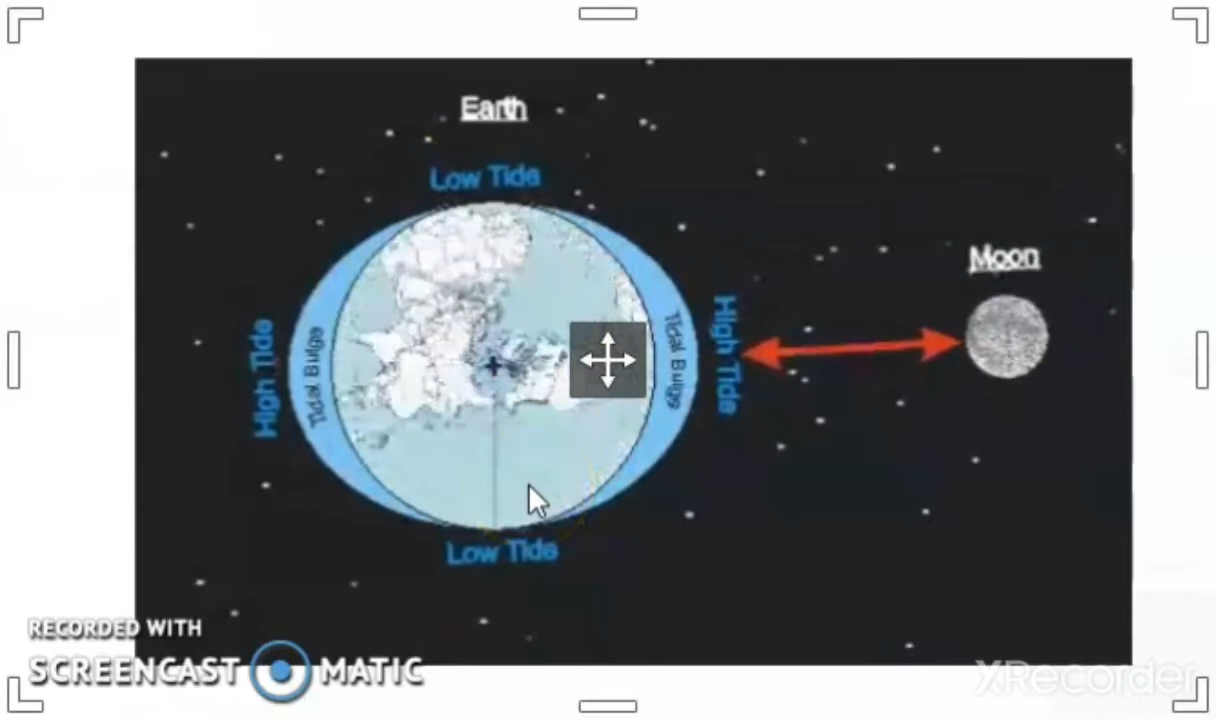 Earth
Low Tide
Moon
High Tide
Tidal Bulge
Tidal Bulge
High Tide
Low Tide
RECORDED WITH
SCREENCAST MATIC
XRecorder